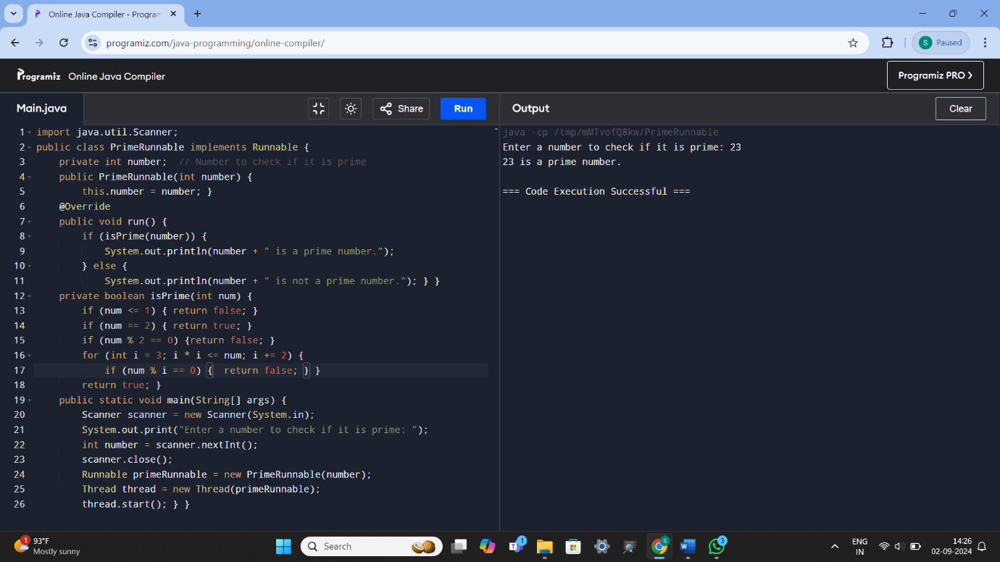 Online Java Compiler - Program
programiz.com/java-programming/online-compiler/
S Paused
Programiz Online Java Compiler
Programiz PRO
Main.java
Share
Run
Output
Clear
1 import java.util.Scanner;
2 public class PrimeRunnable implements Runnable {
3 private int number; // Number to check if it is prime
4 public PrimeRunnable(int number) {
5 this.number = number; }
6 @Override
7 public void run() {
8 if (isPrime(number)) {
9 System.out.println(number + " is a prime number.");
10 } else {
11 System.out.println(number + " is not a prime number."); } }
12 private boolean isPrime(int num) {
13 if (num <= 1) { return false; }
14 if (num == 2) { return true; }
15 if (num % 2 == 0) {return false; }
16 for (int i = 3; i * i <= num; i += 2) {
17 if (num % i == 0) { return false; } }
18 return true; }
19 public static void main(String[] args) {
20 Scanner scanner = new Scanner(System.in);
21 System.out.print("Enter a number to check if it is prime: ");
22 int number = scanner.nextInt();
23 scanner.close();
24 Runnable primeRunnable = new PrimeRunnable(number);
25 Thread thread = new Thread(primeRunnable);
26 thread.start(); } }
java -cp /tmp/mMTvofQ8kw/PrimeRunnable
Enter a number to check if it is prime: 23
23 is a prime number.
=== Code Execution Successful ===
1
93°F
Mostly sunny
Search
1
S
3
ENG
IN
14:26
02-09-2024